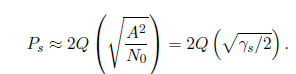 P_s ≈ 2Q ( √(A²/N₀) ) = 2Q ( √(γ_s/2) ) .